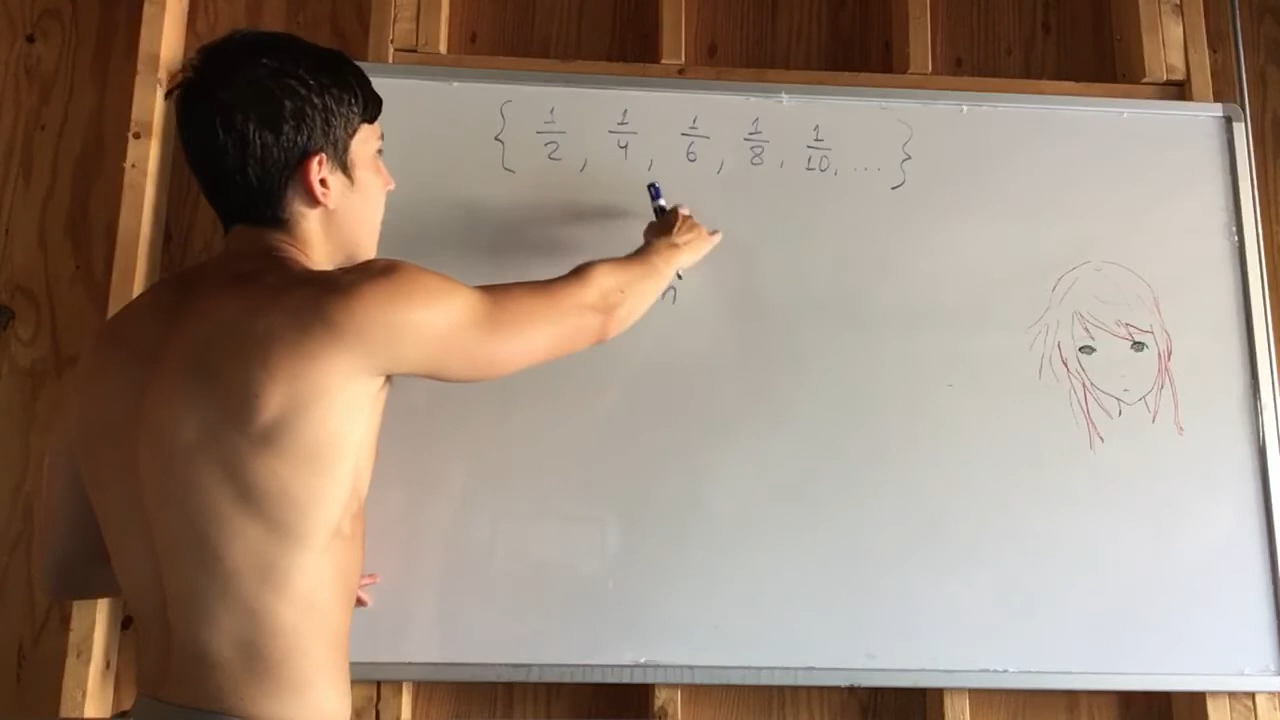 { 1/2 , 1/4 , 1/6 , 1/8 , 1/10 , ... }
n